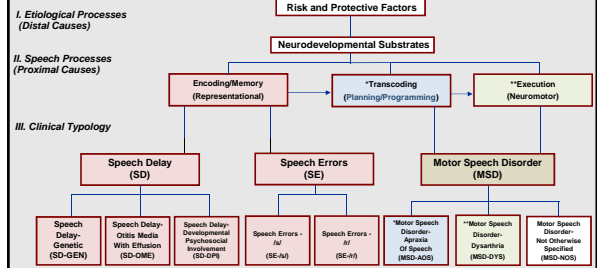 I. Etiological Processes
(Distal Causes)
Risk and Protective Factors
Neurodevelopmental Substrates
II. Speech Processes
(Proximal Causes)
Encoding/Memory
(Representational)
*Transcoding
(Planning/Programming)
**Execution
(Neuromotor)
III. Clinical Typology
Speech Delay
(SD)
Speech Errors
(SE)
Motor Speech Disorder
(MSD)
Speech
Delay-
Genetic
(SD-GEN)
Speech Delay-
Otitis Media
With Effusion
(SD-OME)
Speech Delay-
Developmental
Psychosocial
Involvement
(SD-DPI)
Speech Errors -
/s/
(SE-/s/)
Speech Errors -
/r/
(SE-/r/)
*Motor Speech
Disorder-
Apraxia
Of Speech
(MSD-AOS)
**Motor Speech
Disorder-
Dysarthria
(MSD-DYS)
Motor Speech
Disorder-
Not Otherwise
Specified
(MSD-NOS)